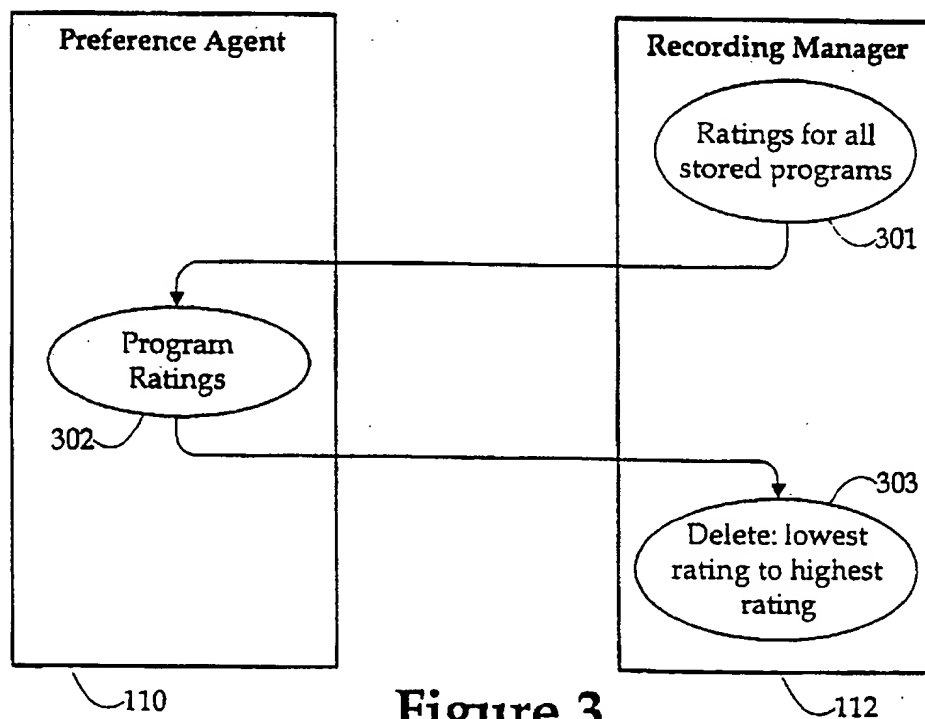 Preference Agent
Recording Manager
Ratings for all
stored programs
301
Program
Ratings
302
303
Delete: lowest
rating to highest
rating
110
112
Figure 3